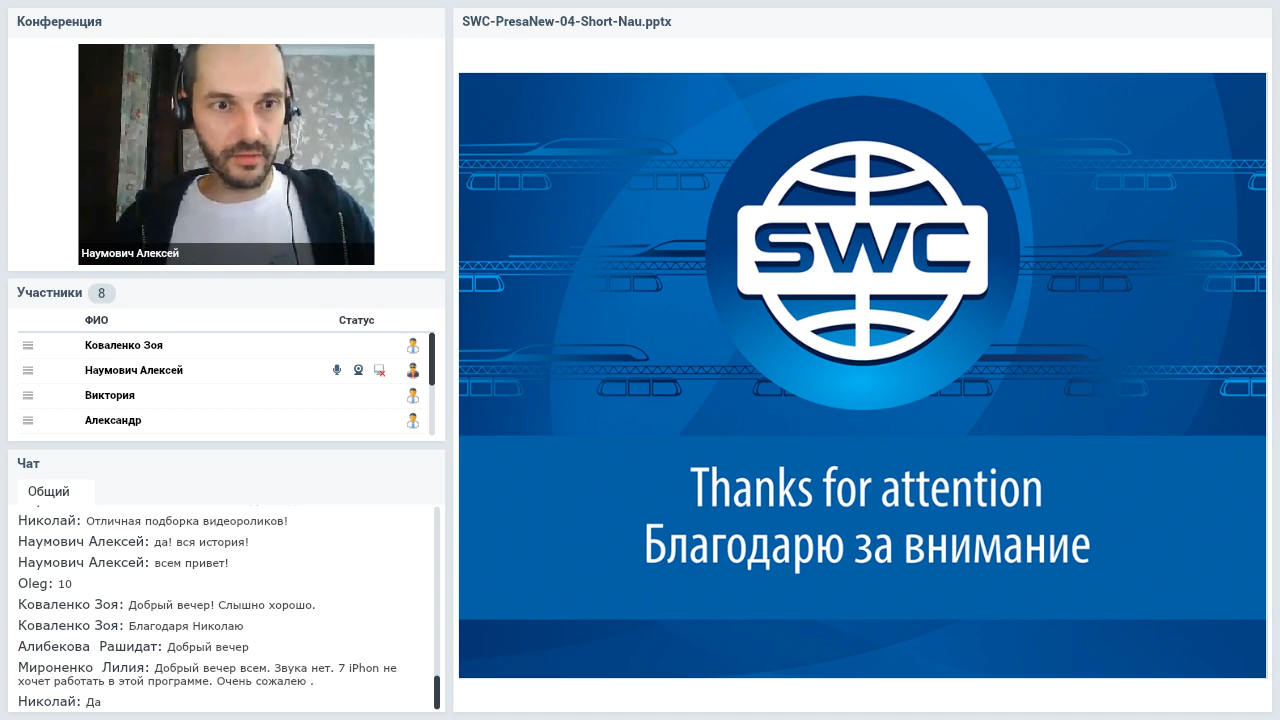 Конференция
Наумович Алексей
Участники 8
ФИО Статус
Коваленко Зоя
Наумович Алексей
Виктория
Александр
Чат
Общий
Николай: Отличная подборка видеороликов!
Наумович Алексей: да! вся история!
Наумович Алексей: всем привет!
Oleg: 10
Коваленко Зоя: Добрый вечер! Слышно хорошо.
Коваленко Зоя: Благодаря Николаю
Алибекова Рашидат: Добрый вечер
Мироненко Лилия: Добрый вечер всем. Звука нет. 7 iPhon не
хочет работать в этой программе. Очень сожалею .
Николай: Да
SWC-PresaNew-04-Short-Nau.pptx
SWC
Thanks for attention
Благодарю за внимание